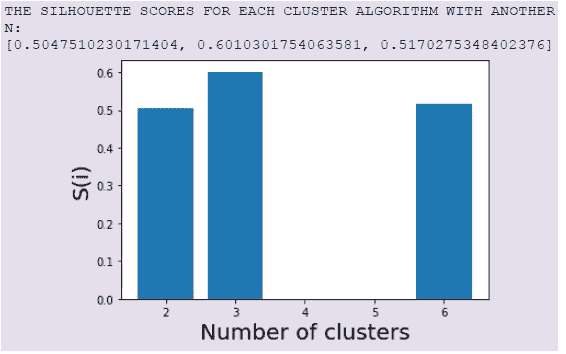 THE SILHOUETTE SCORES FOR EACH CLUSTER ALGORITHM WITH ANOTHER
N:
[0.5047510230171404, 0.6010301754063581, 0.5170275348402376]
0.6
0.5
0.4
0.3
0.2
0.1
0.0
S(i)
2 3 4 5 6
Number of clusters